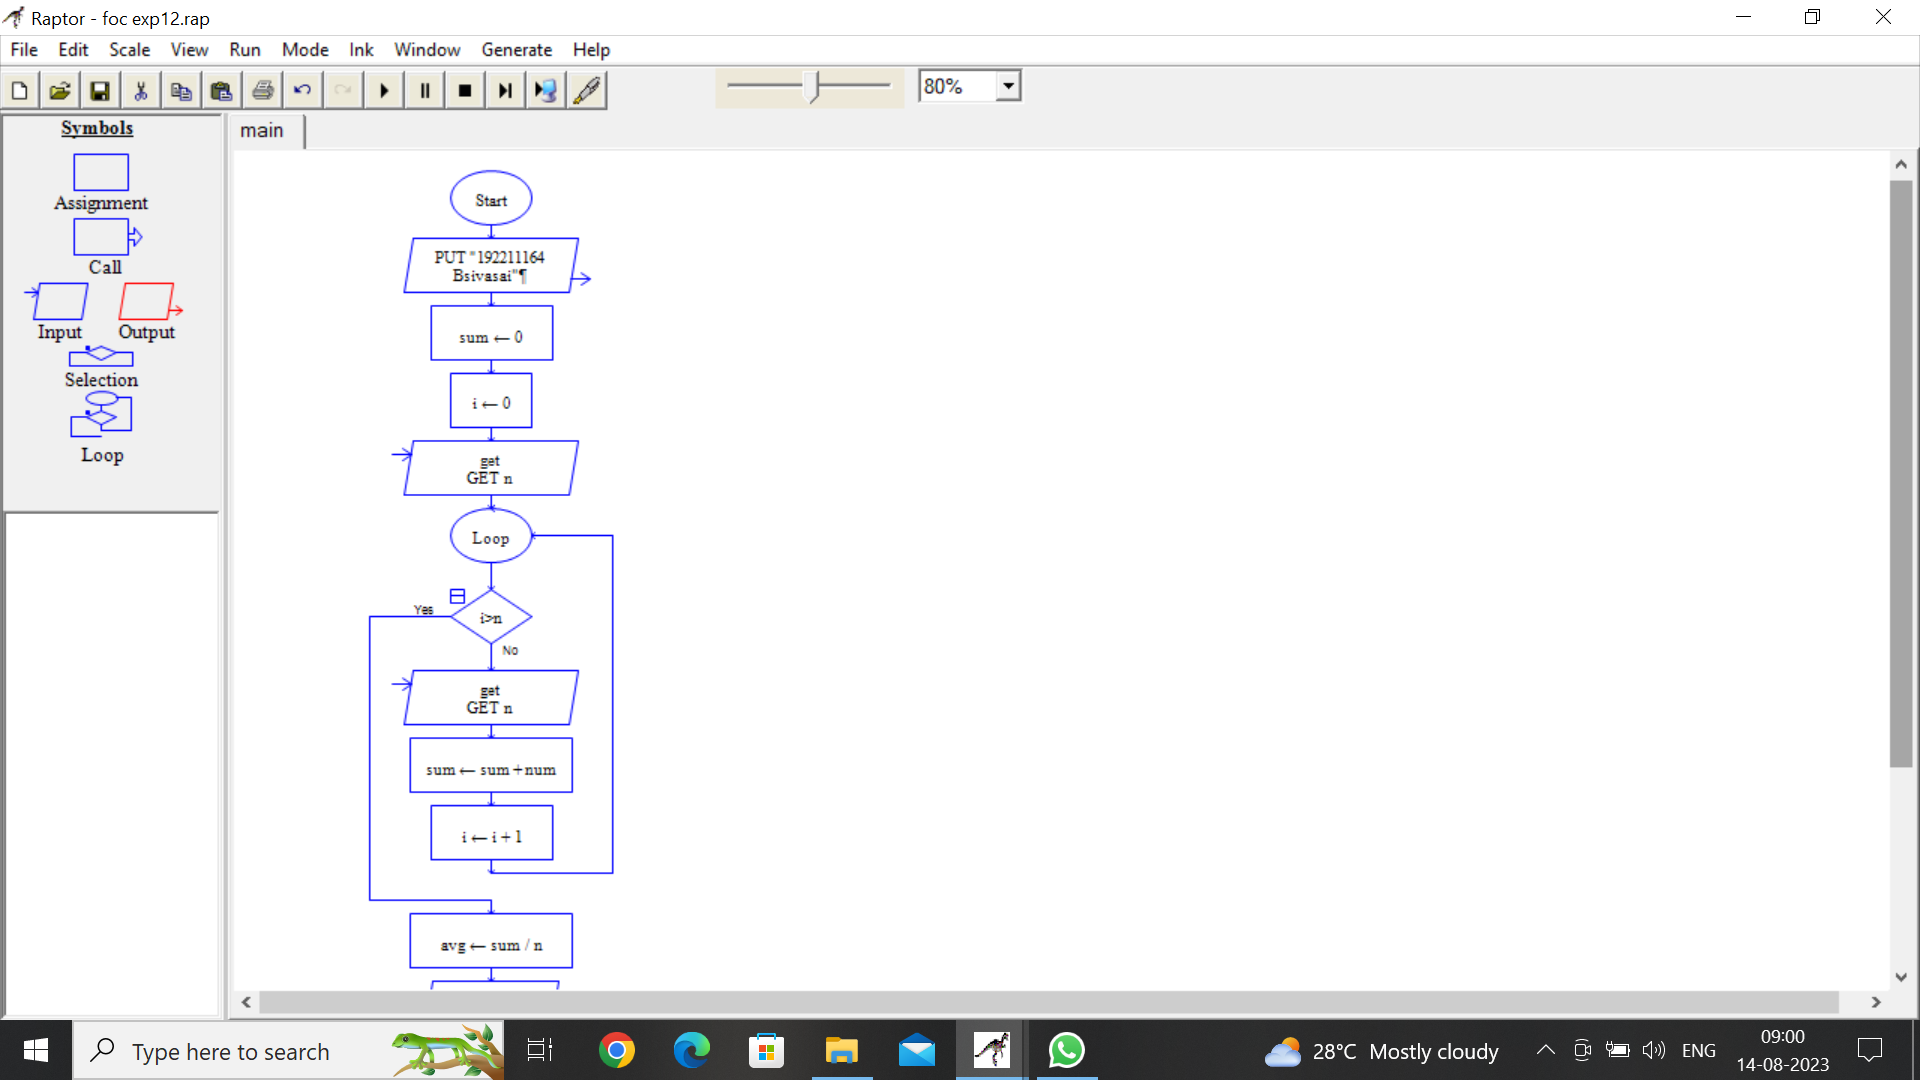 Raptor - foc exp12.rap
File Edit Scale View Run Mode Ink Window Generate Help
80%
Symbols
Assignment
Call
Input Output
Selection
Loop
main
Start
PUT "192211164
Bsivasai"¶
sum ← 0
i ← 0
get
GET n
Loop
Yes
i>n
No
get
GET n
sum ← sum+num
i ← i + 1
avg ← sum / n
Type here to search
28°C Mostly cloudy
ENG
09:00
14-08-2023